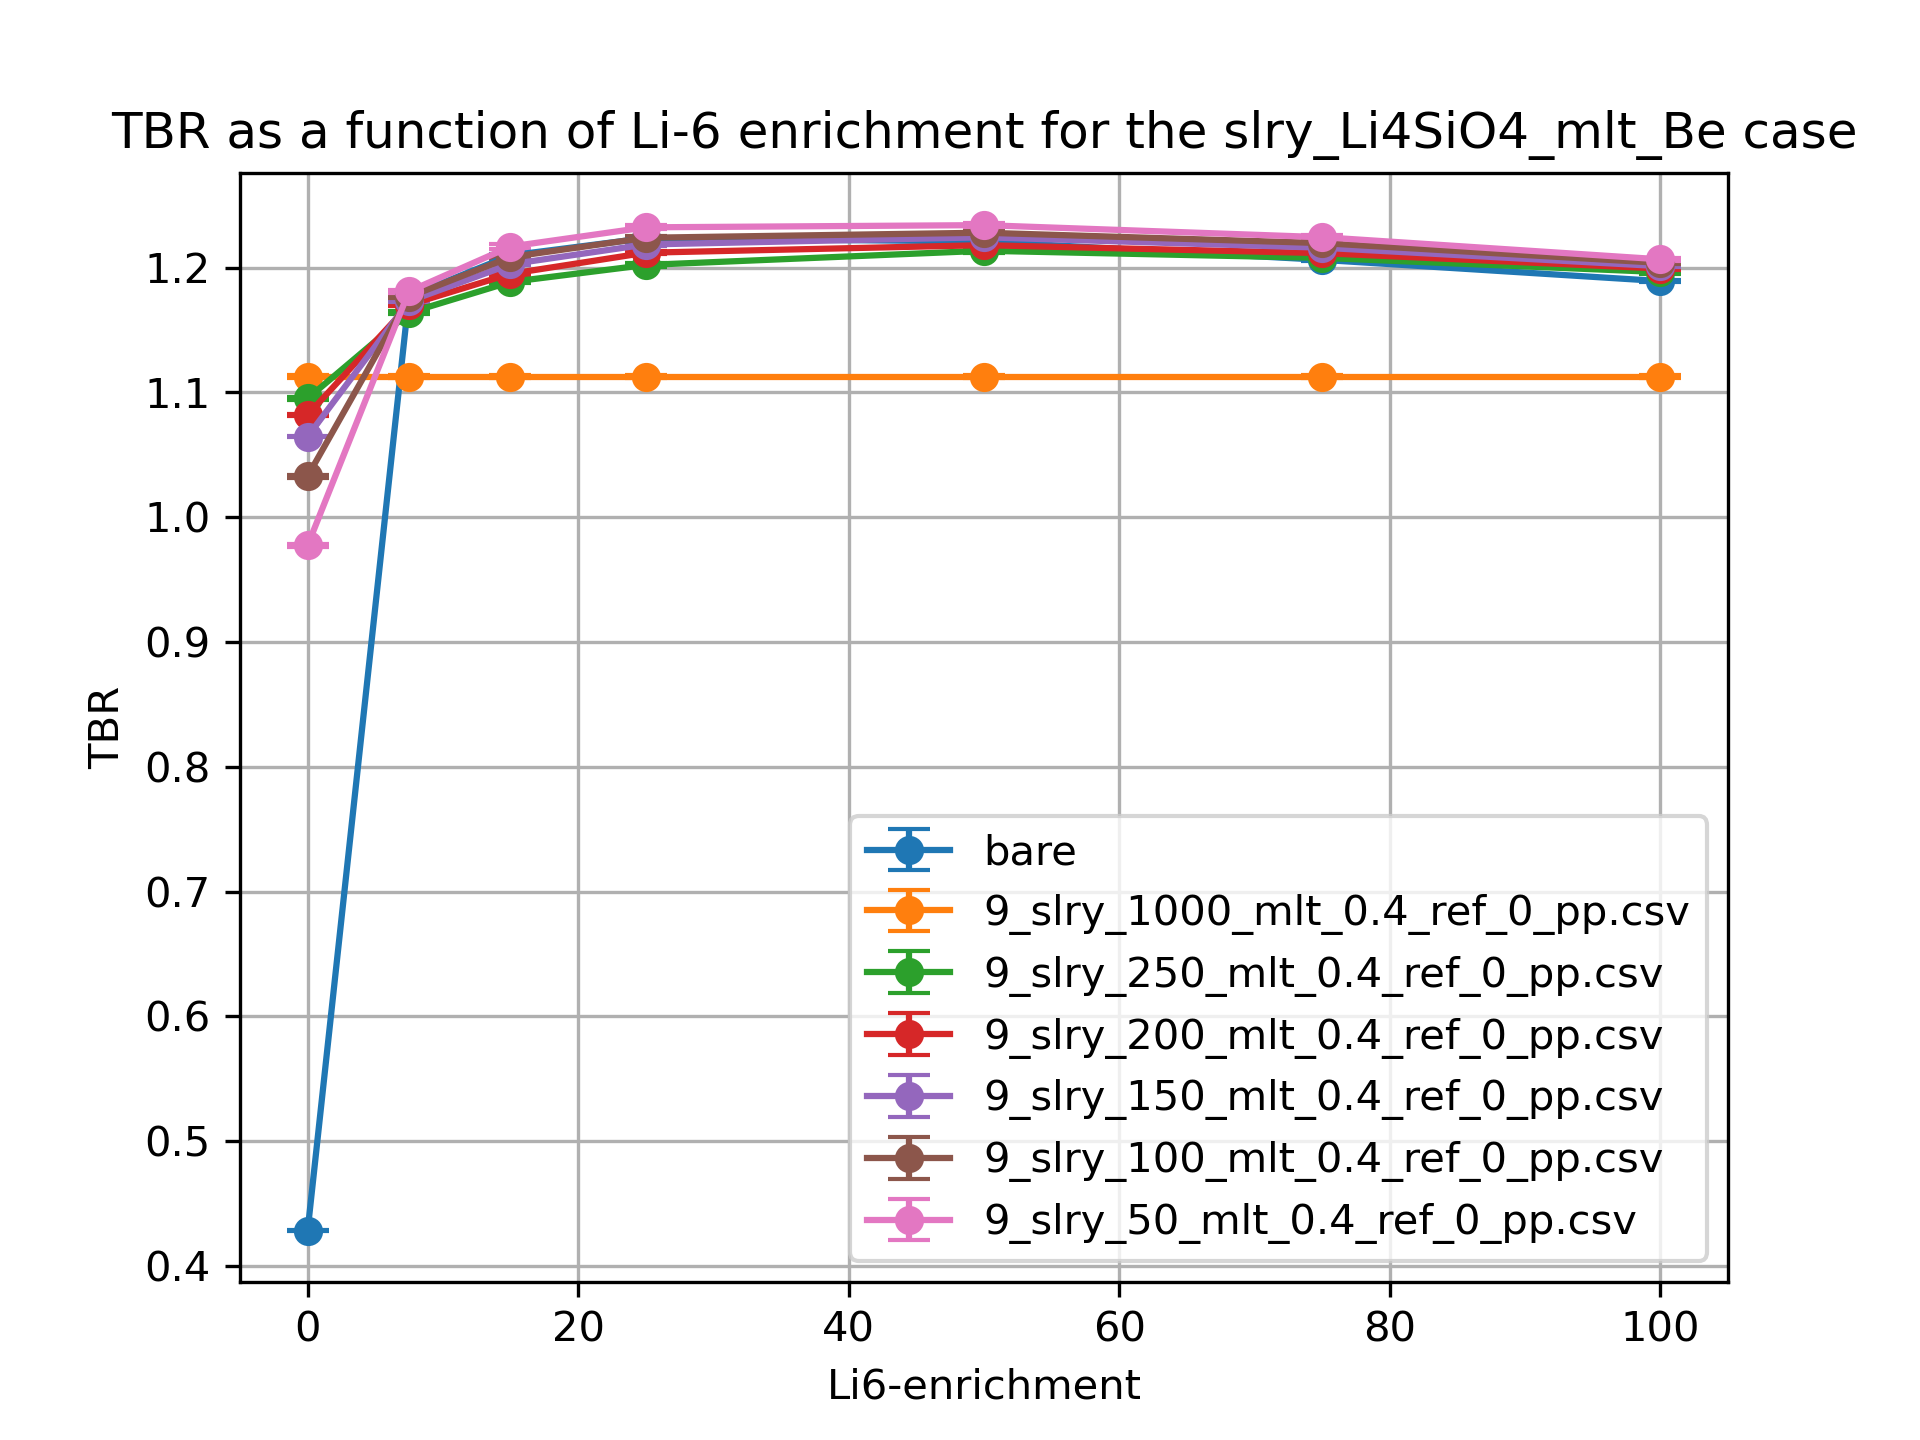 TBR as a function of Li-6 enrichment for the slry_Li4SiO4_mlt_Be case
TBR
1.2
1.1
1.0
0.9
0.8
0.7
0.6
0.5
0.4
bare
9_slry_1000_mlt_0.4_ref_0_pp.csv
9_slry_250_mlt_0.4_ref_0_pp.csv
9_slry_200_mlt_0.4_ref_0_pp.csv
9_slry_150_mlt_0.4_ref_0_pp.csv
9_slry_100_mlt_0.4_ref_0_pp.csv
9_slry_50_mlt_0.4_ref_0_pp.csv
0 20 40 60 80 100
Li6-enrichment